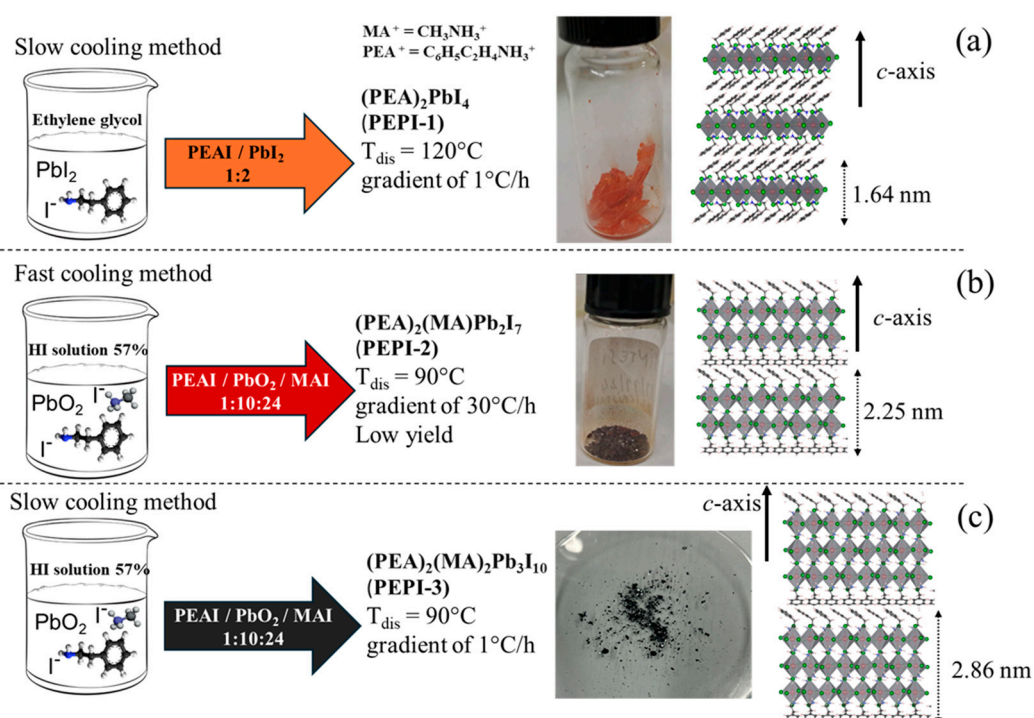 Slow cooling method
Ethylene glycol
PbI₂
I⁻
PEAI / PbI₂
1:2
MA⁺ = CH₃NH₃⁺
PEA⁺ = C₆H₅C₂H₄NH₃⁺
(PEA)₂PbI₄
(PEPI-1)
T_dis = 120°C
gradient of 1°C/h
(a)
c-axis
1.64 nm
Fast cooling method
HI solution 57%
I⁻
PbO₂
I⁻
PEAI / PbO₂ / MAI
1:10:24
(PEA)₂(MA)Pb₂I₇
(PEPI-2)
T_dis = 90°C
gradient of 30°C/h
Low yield
(b)
c-axis
2.25 nm
Slow cooling method
HI solution 57%
I⁻
PbO₂
I⁻
PEAI / PbO₂ / MAI
1:10:24
(PEA)₂(MA)₂Pb₃I₁₀
(PEPI-3)
T_dis = 90°C
gradient of 1°C/h
c-axis
(c)
2.86 nm